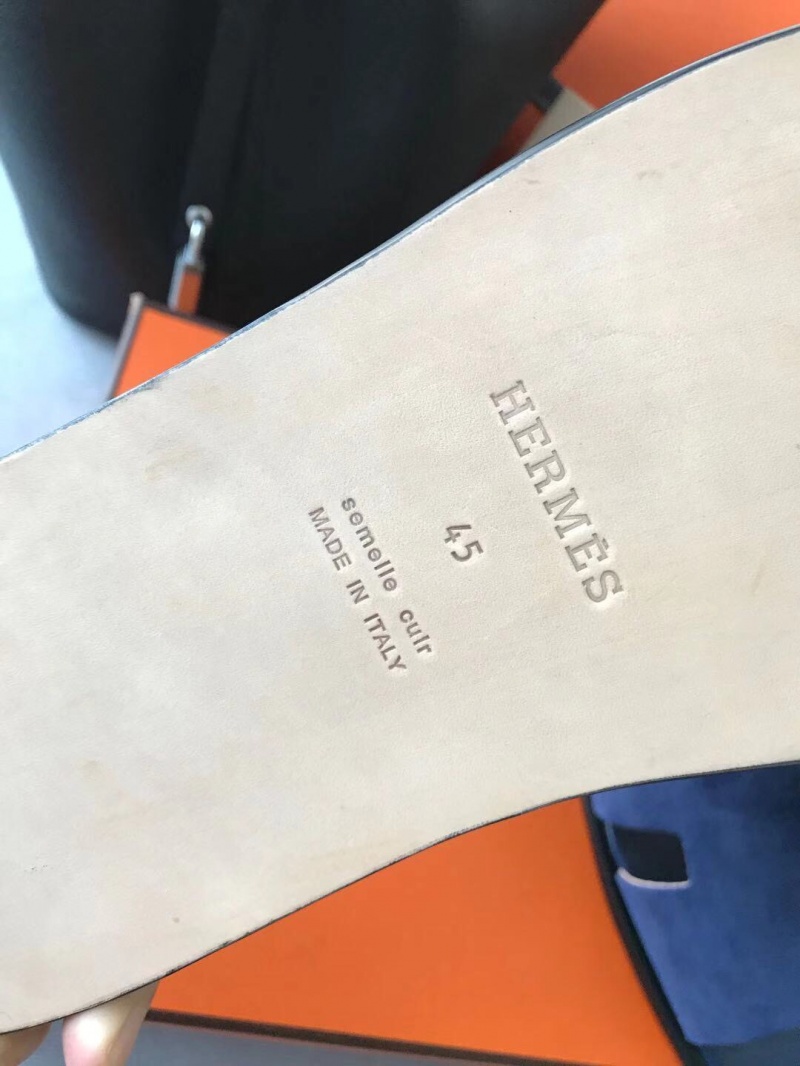 HERMÈS
45
semelle cuir
MADE IN ITALY